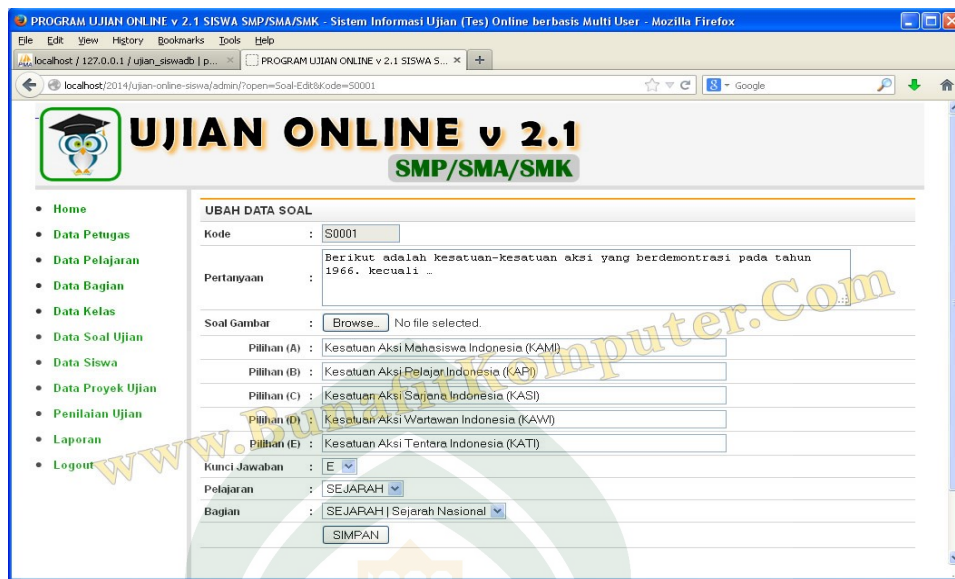 PROGRAM UJIAN ONLINE v 2.1 SISWA SMP/SMA/SMK - Sistem Informasi Ujian (Tes) Online berbasis Multi User - Mozilla Firefox
File Edit View History Bookmarks Tools Help
localhost / 127.0.0.1 / ujian_siswadb | p... × PROGRAM UJIAN ONLINE v 2.1 SISWA S... × +
localhost/2014/ujian-online-siswa/admin/?open=Soal-Edit&Kode=S0001 Google
UJIAN ONLINE v 2.1
SMP/SMA/SMK
Home
Data Petugas
Data Pelajaran
Data Bagian
Data Kelas
Data Soal Ujian
Data Siswa
Data Proyek Ujian
Penilaian Ujian
Laporan
Logout
UBAH DATA SOAL
Kode : S0001
Pertanyaan : Berikut adalah kesatuan-kesatuan aksi yang berdemontrasi pada tahun
1966. kecuali …
Soal Gambar : Browse... No file selected.
Pilihan (A) : Kesatuan Aksi Mahasiswa Indonesia (KAMI)
Pilihan (B) : Kesatuan Aksi Pelajar Indonesia (KAPI)
Pilihan (C) : Kesatuan Aksi Sarjana Indonesia (KASI)
Pilihan (D) : Kesatuan Aksi Wartawan Indonesia (KAWI)
Pilihan (E) : Kesatuan Aksi Tentara Indonesia (KATI)
Kunci Jawaban : E
Pelajaran : SEJARAH
Bagian : SEJARAH | Sejarah Nasional
SIMPAN
www.BunafitKomputer.Com